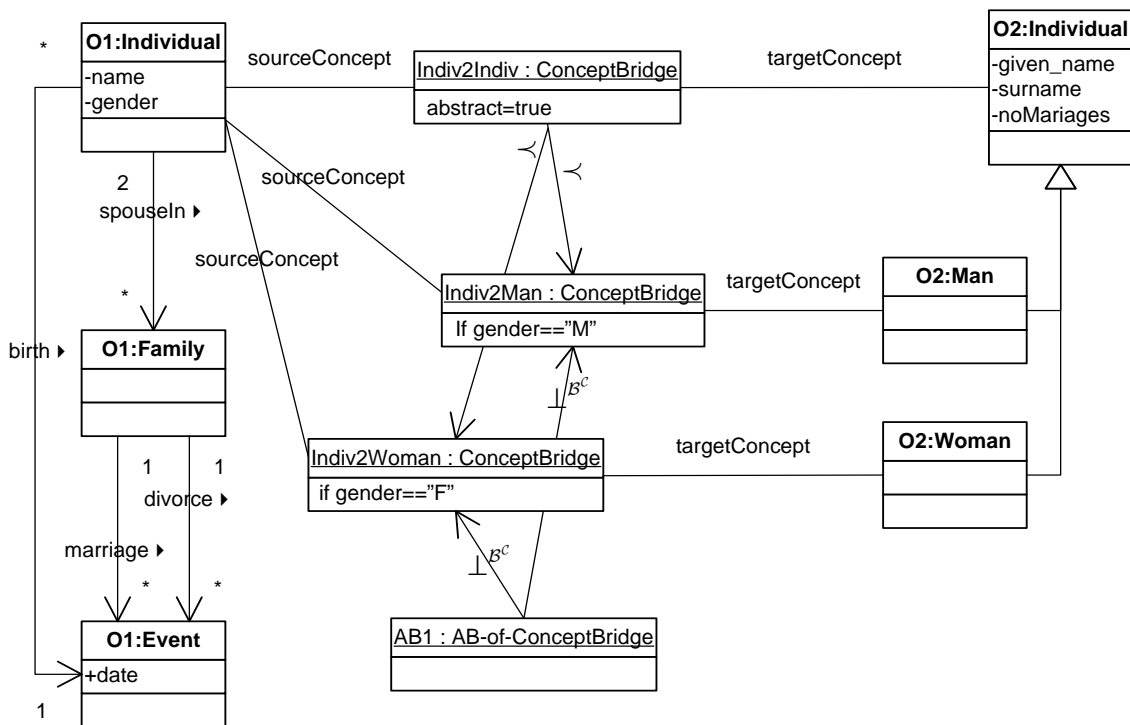 O1:Individual
-name
-gender
*
sourceConcept
Indiv2Indiv : ConceptBridge
abstract=true
targetConcept
O2:Individual
-given_name
-surname
-noMariages
≺
≺
sourceConcept
2
spouseIn ▸
sourceConcept
*
Indiv2Man : ConceptBridge
If gender=="M"
targetConcept
O2:Man
birth ▸
O1:Family
⊥ℬ𝒞
Indiv2Woman : ConceptBridge
if gender=="F"
targetConcept
O2:Woman
1
1
divorce ▸
marriage ▸
⊥ℬ𝒞
*
*
O1:Event
+date
1
AB1 : AB-of-ConceptBridge